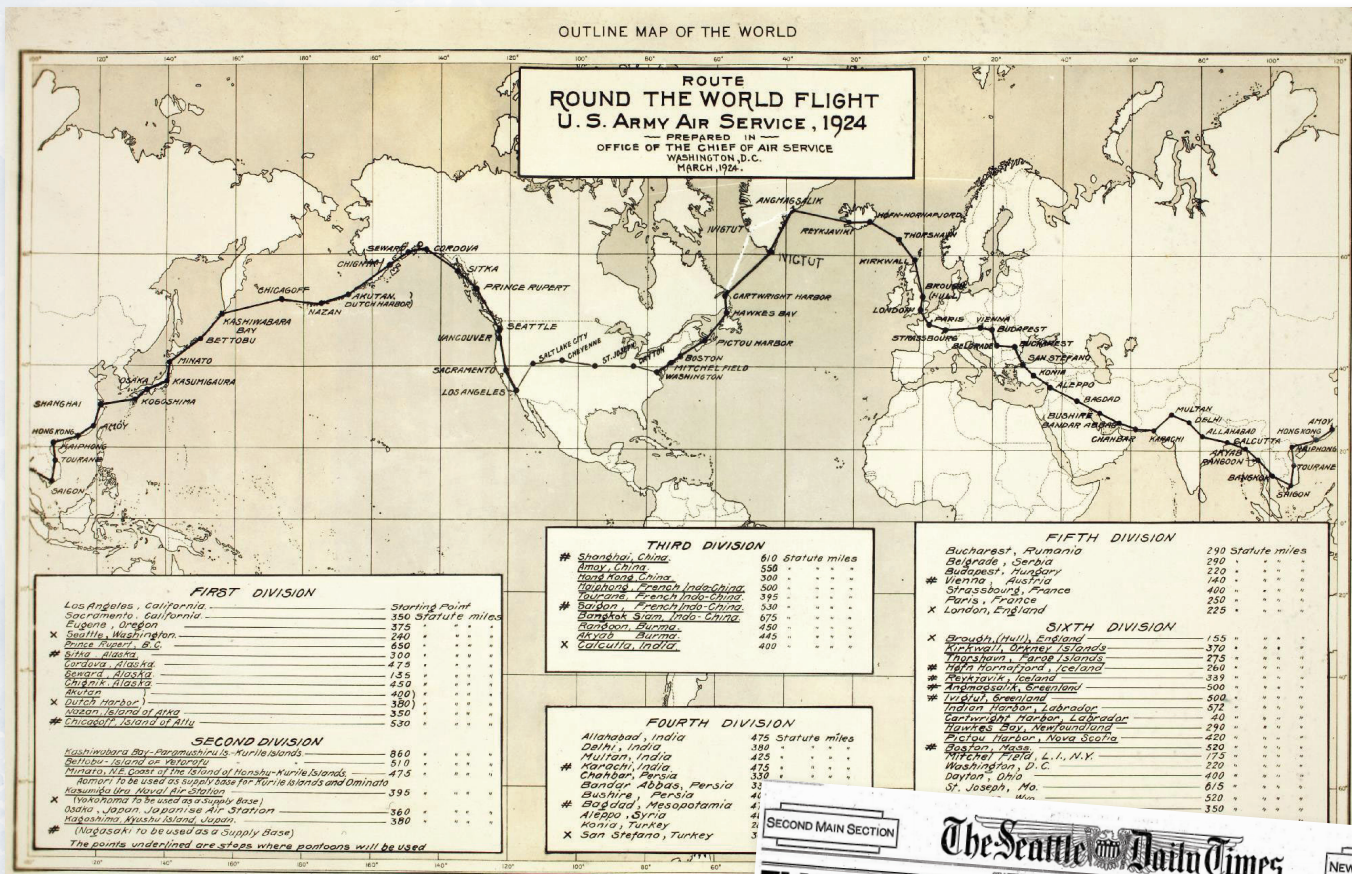 OUTLINE MAP OF THE WORLD
ROUTE
ROUND THE WORLD FLIGHT
U.S. ARMY AIR SERVICE, 1924
PREPARED IN
OFFICE OF THE CHIEF OF AIR SERVICE
WASHINGTON, D.C.
MARCH, 1924.
ANGMAGSALIK
IVIGTUT
REYKJAVIK
HOFN-HORNAFJORD
THORSHAVN
IVIGTUT
KIRKWALL
SEWARD
CORDOVA
CHIGNIK
SITKA
PRINCE RUPERT
CHICAGOFF
NAZAN
AKUTAN
DUTCH HARBOR)
KASHIWABARA
BAY
BETTOBU
SEATTLE
VANCOUVER
CARTWRIGHT HARBOR
HAWKES BAY
PICTOU HARBOR
BROUGH
(HULL)
LONDON
PARIS
VIENNA
STRASSBOURG
BUDAPEST
BELGRADE
BUCHAREST
SAN STEFANO
KONIA
ALEPPO
BAGDAD
MINATO
OSAKA
KASUMIGAURA
KOGOSHIMA
SHANGHAI
HONG KONG
AMOY
HAIPHONG
TOURANE
SAIGON
Yap
SACRAMENTO
LOS ANGELES
SALT LAKE CITY
CHEYENNE
ST. JOSEPH
DAYTON
BOSTON
MITCHEL FIELD
WASHINGTON
BUSHIRE
BANDAR ABBAS
CHAHBAR
KARACHI
MULTAN
DELHI
ALLAHABAD
CALCUTTA
AKYAB
RANGOON
BANGKOK
AMOY
HONG KONG
HAIPHONG
TOURANE
SAIGON
FIRST DIVISION
Los Angeles, California. Starting Point
Sacramento, California. 350 Statute miles
Eugene, Oregon 375 " "
x Seattle, Washington. 240 " "
Prince Rupert, B.C. 650 " "
# Sitka, Alaska. 300 " "
Cordova, Alaska. 475 " "
Seward, Alaska. 135 " "
Chignik, Alaska. 450 " "
Akutan ) 400) " "
x Dutch Harbor ) 380) " "
Nazan, Island of Atka 350 " "
# Chicagoff, Island of Attu 530 " "
SECOND DIVISION
Kashiwabara Bay-Paramushiru Is.-Kurile Islands. 860 " "
Bettobu-Island of Yetorofu 510 " "
Minato, N.E. Coast of the Island of Honshu-Kurile Islands, 475 " "
Aomori to be used as supply base for Kurile Islands and Ominato
Kasumiga Ura Naval Air Station 395 " "
x (Yokohoma to be used as a Supply Base)
Osaka, Japan. Japanise Air Station 360 " "
Kagoshima, Kyushu Island, Japan. 380 " "
# (Nagasaki to be used as a Supply Base)
The points underlined are stops where pontoons will be used
THIRD DIVISION
# Shanghai, China. 610 Statute miles
Amoy, China. 550 " "
Hong Kong, China. 300 " "
Haiphong, French Indo-China. 500 " "
Tourane, French Indo-China. 395 " "
# Saigon, French Indo-China. 530 " "
Bangkok Siam, Indo-China. 675 " "
Rangoon, Burma. 450 " "
Akyab Burma. 445 " "
x Calcutta, India 400 " "
FOURTH DIVISION
Allahabad, India 475 Statute miles
Delhi, India 380 " "
Multan, India 425 " "
# Karachi, India 475 " "
Chahbar, Persia 330
Bandar Abbas, Persia
Bushire, Persia
# Bagdad, Mesopotamia
Aleppo, Syria
Konia, Turkey
x San Stefano, Turkey
FIFTH DIVISION
Bucharest, Rumania 290 Statute miles
Belgrade, Serbia 290 " "
Budapest, Hungary 220 " "
# Vienna, Austria 140 " "
Strassbourg, France 400 " "
Paris, France 250 " "
x London, England 225 " "
SIXTH DIVISION
x Brough, (Hull), England 155 " "
Kirkwall, Orkney Islands 370 " "
Thorshavn, Faroe Islands 275 " "
# Hofn Hornafjord, Iceland 260 " "
# Reykjavik, Iceland 339 " "
# Angmagsalik, Greenland 500 " "
# Ivigtut, Greenland 500 " "
Indian Harbor, Labrador 572 " "
Cartwright Harbor, Labrador 40 " "
Hawkes Bay, Newfoundland 290 " "
Pictou Harbor, Nova Scotia 420 " "
# Boston, Mass. 520 " "
Mitchel Field, L.I., N.Y. 175 " "
Washington, D.C. 220 " "
Dayton, Ohio 400 " "
St. Joseph, Mo. " "
520 " "
350 " "
SECOND MAIN SECTION
The Seattle Daily Times